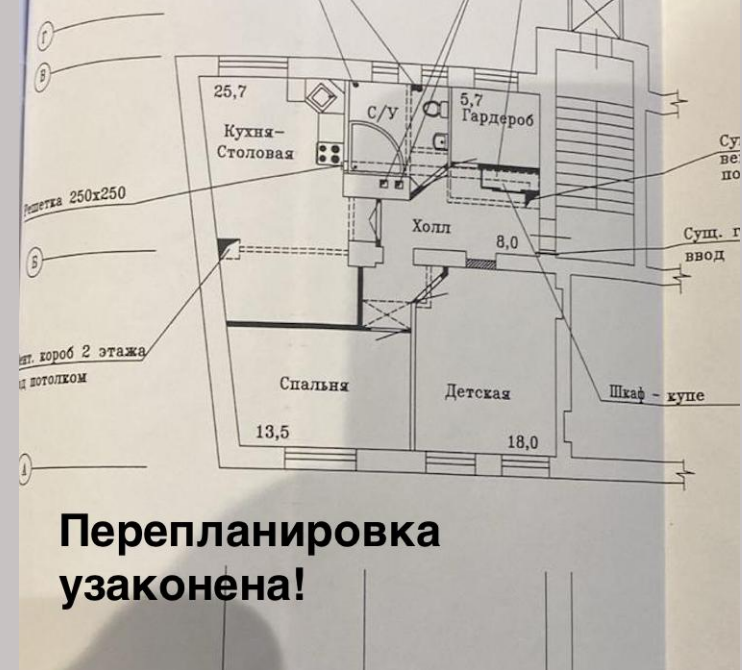 Г
В
25,7
С/У
5,7
Гардероб
Кухня-
Столовая
Решетка 250х250
Холл
8,0
Сущ. г
ввод
Б
ент. короб 2 этажа
д потолком
Спальня
Детская
Шкаф - купе
13,5
18,0
А
Перепланировка
узаконена!